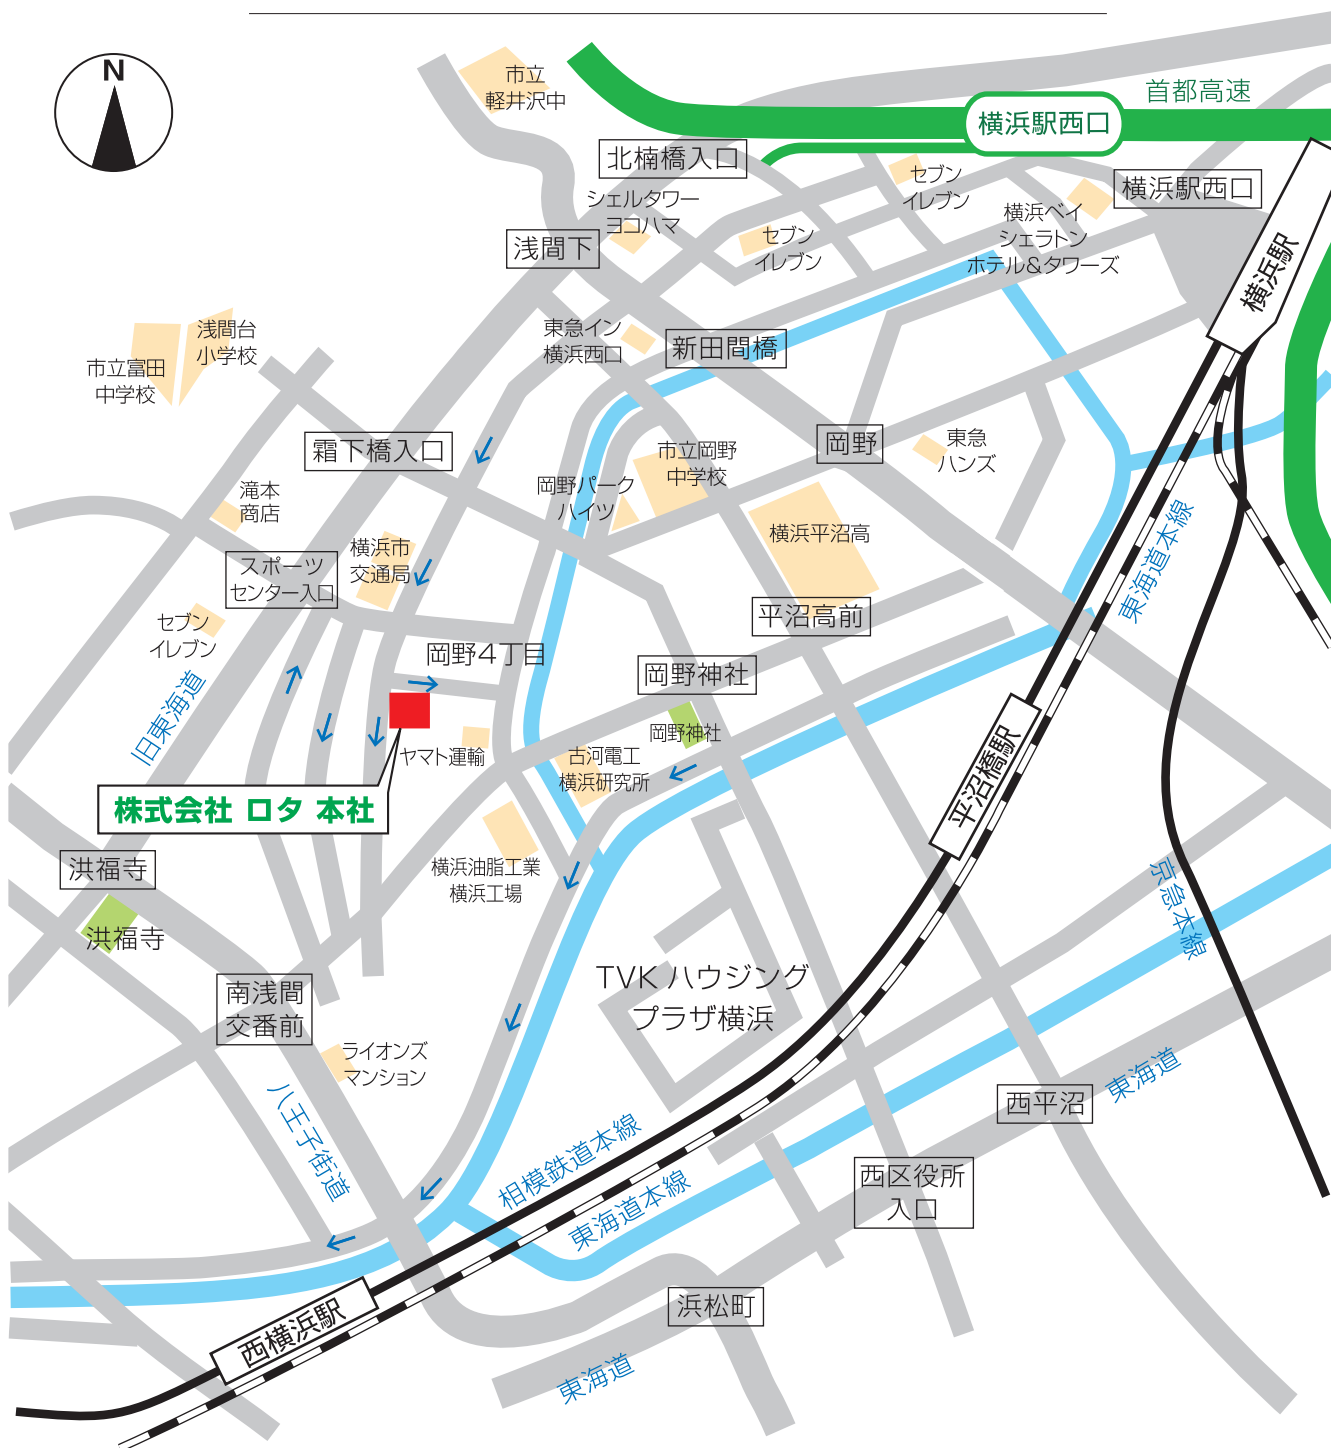 N
市立
軽井沢中
首都高速
横浜駅西口
北楠橋入口
セブン
イレブン
横浜駅西口
シェルタワー
ヨコハマ
横浜ベイ
シェラトン
ホテル&タワーズ
浅間下
セブン
イレブン
横浜駅
浅間台
小学校
市立富田
中学校
東急イン
横浜西口
新田間橋
霜下橋入口
岡野
東急
ハンズ
市立岡野
中学校
岡野パーク
ハイツ
滝本
商店
横浜平沼高
横浜市
交通局
スポーツ
センター入口
東海道本線
平沼高前
セブン
イレブン
岡野4丁目
岡野神社
旧東海道
岡野神社
ヤマト運輸
古河電工
横浜研究所
平沼橋駅
株式会社 ロタ 本社
洪福寺
横浜油脂工業
横浜工場
京急本線
洪福寺
TVK ハウジング
プラザ横浜
南浅間
交番前
ライオンズ
マンション
八王子街道
西平沼
東海道
相模鉄道本線
東海道本線
西区役所
入口
浜松町
西横浜駅
東海道